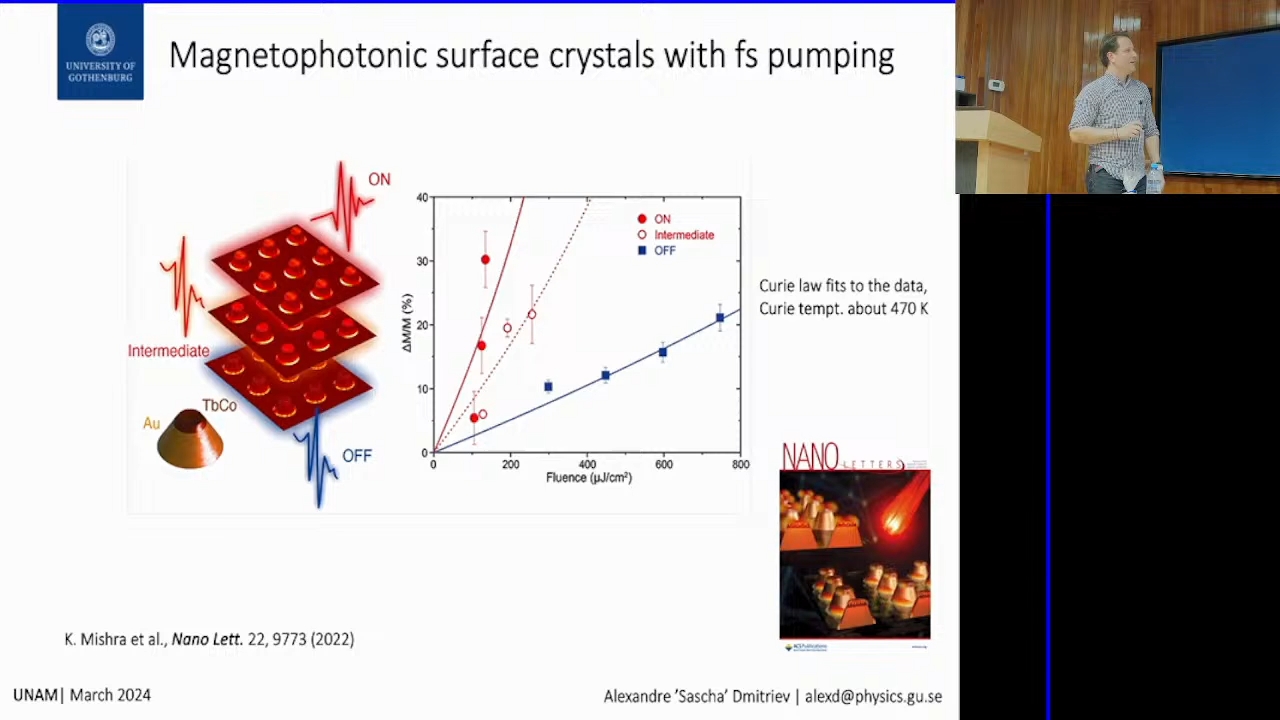 UNIVERSITY OF
GOTHENBURG
Magnetophotonic surface crystals with fs pumping
ON
Intermediate
TbCo
Au
OFF
40
30
20
10
0
ΔM/M (%)
ON
Intermediate
OFF
0 200 400 600 800
Fluence (μJ/cm²)
Curie law fits to the data,
Curie tempt. about 470 K
NANO
LETTERS
ACS Publications
K. Mishra et al., Nano Lett. 22, 9773 (2022)
UNAM| March 2024
Alexandre ’Sascha’ Dmitriev | alexd@physics.gu.se